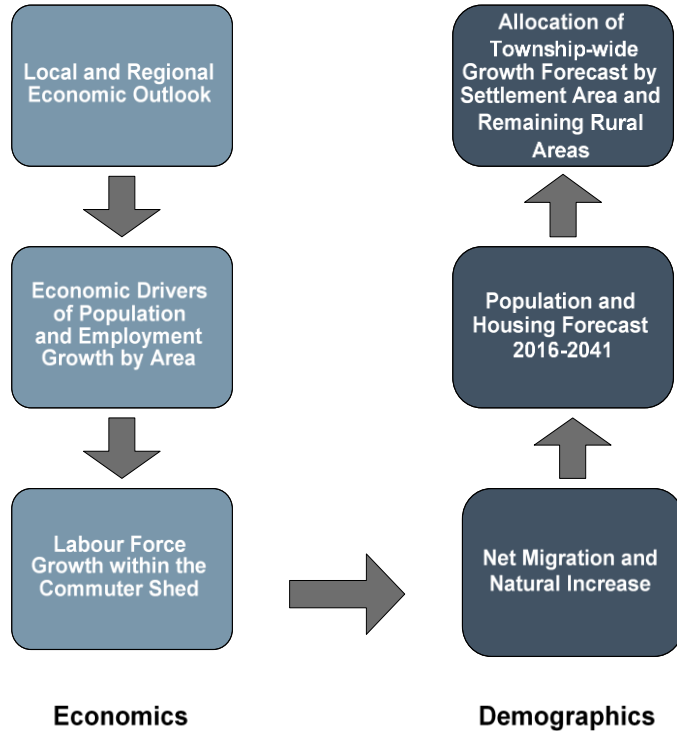 Local and Regional
Economic Outlook
Economic Drivers
of Population
and Employment
Growth by Area
Labour Force
Growth within the
Commuter Shed
Economics
Allocation of
Township-wide
Growth Forecast by
Settlement Area and
Remaining Rural
Areas
Population and
Housing Forecast
2016-2041
Net Migration and
Natural Increase
Demographics